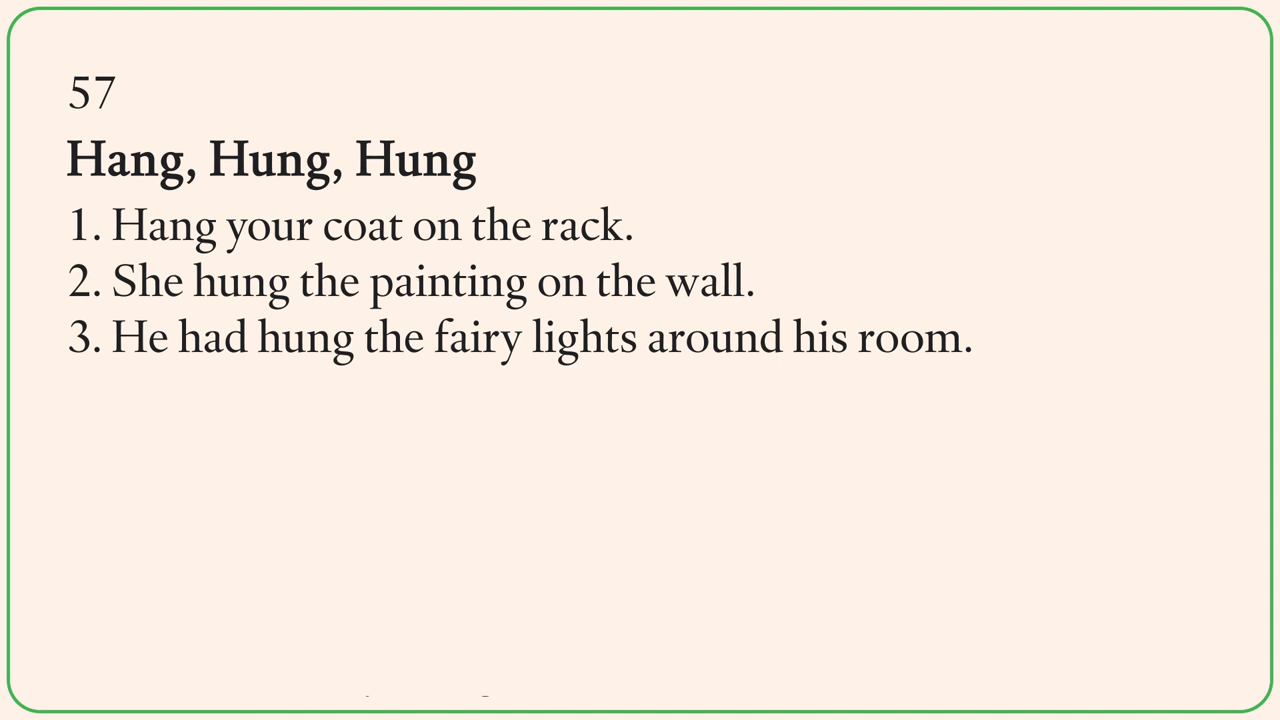 57
Hang, Hung, Hung
1. Hang your coat on the rack.
2. She hung the painting on the wall.
3. He had hung the fairy lights around his room.